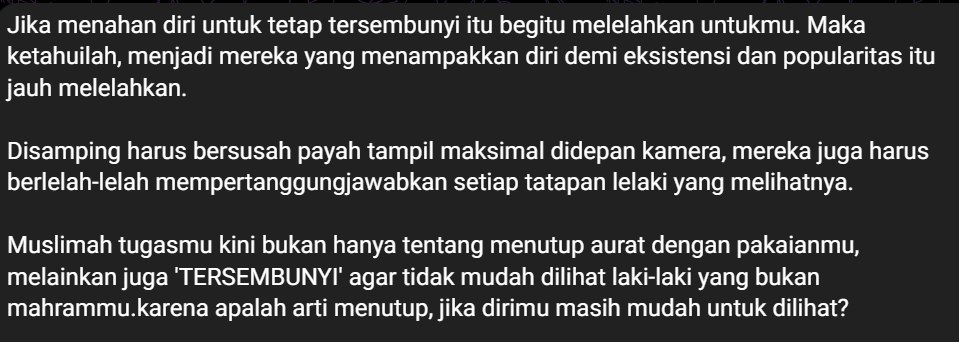 Jika menahan diri untuk tetap tersembunyi itu begitu melelahkan untukmu. Maka
ketahuilah, menjadi mereka yang menampakkan diri demi eksistensi dan popularitas itu
jauh melelahkan.
Disamping harus bersusah payah tampil maksimal didepan kamera, mereka juga harus
berlelah-lelah mempertanggungjawabkan setiap tatapan lelaki yang melihatnya.
Muslimah tugasmu kini bukan hanya tentang menutup aurat dengan pakaianmu,
melainkan juga 'TERSEMBUNYI' agar tidak mudah dilihat laki-laki yang bukan
mahrammu.karena apalah arti menutup, jika dirimu masih mudah untuk dilihat?